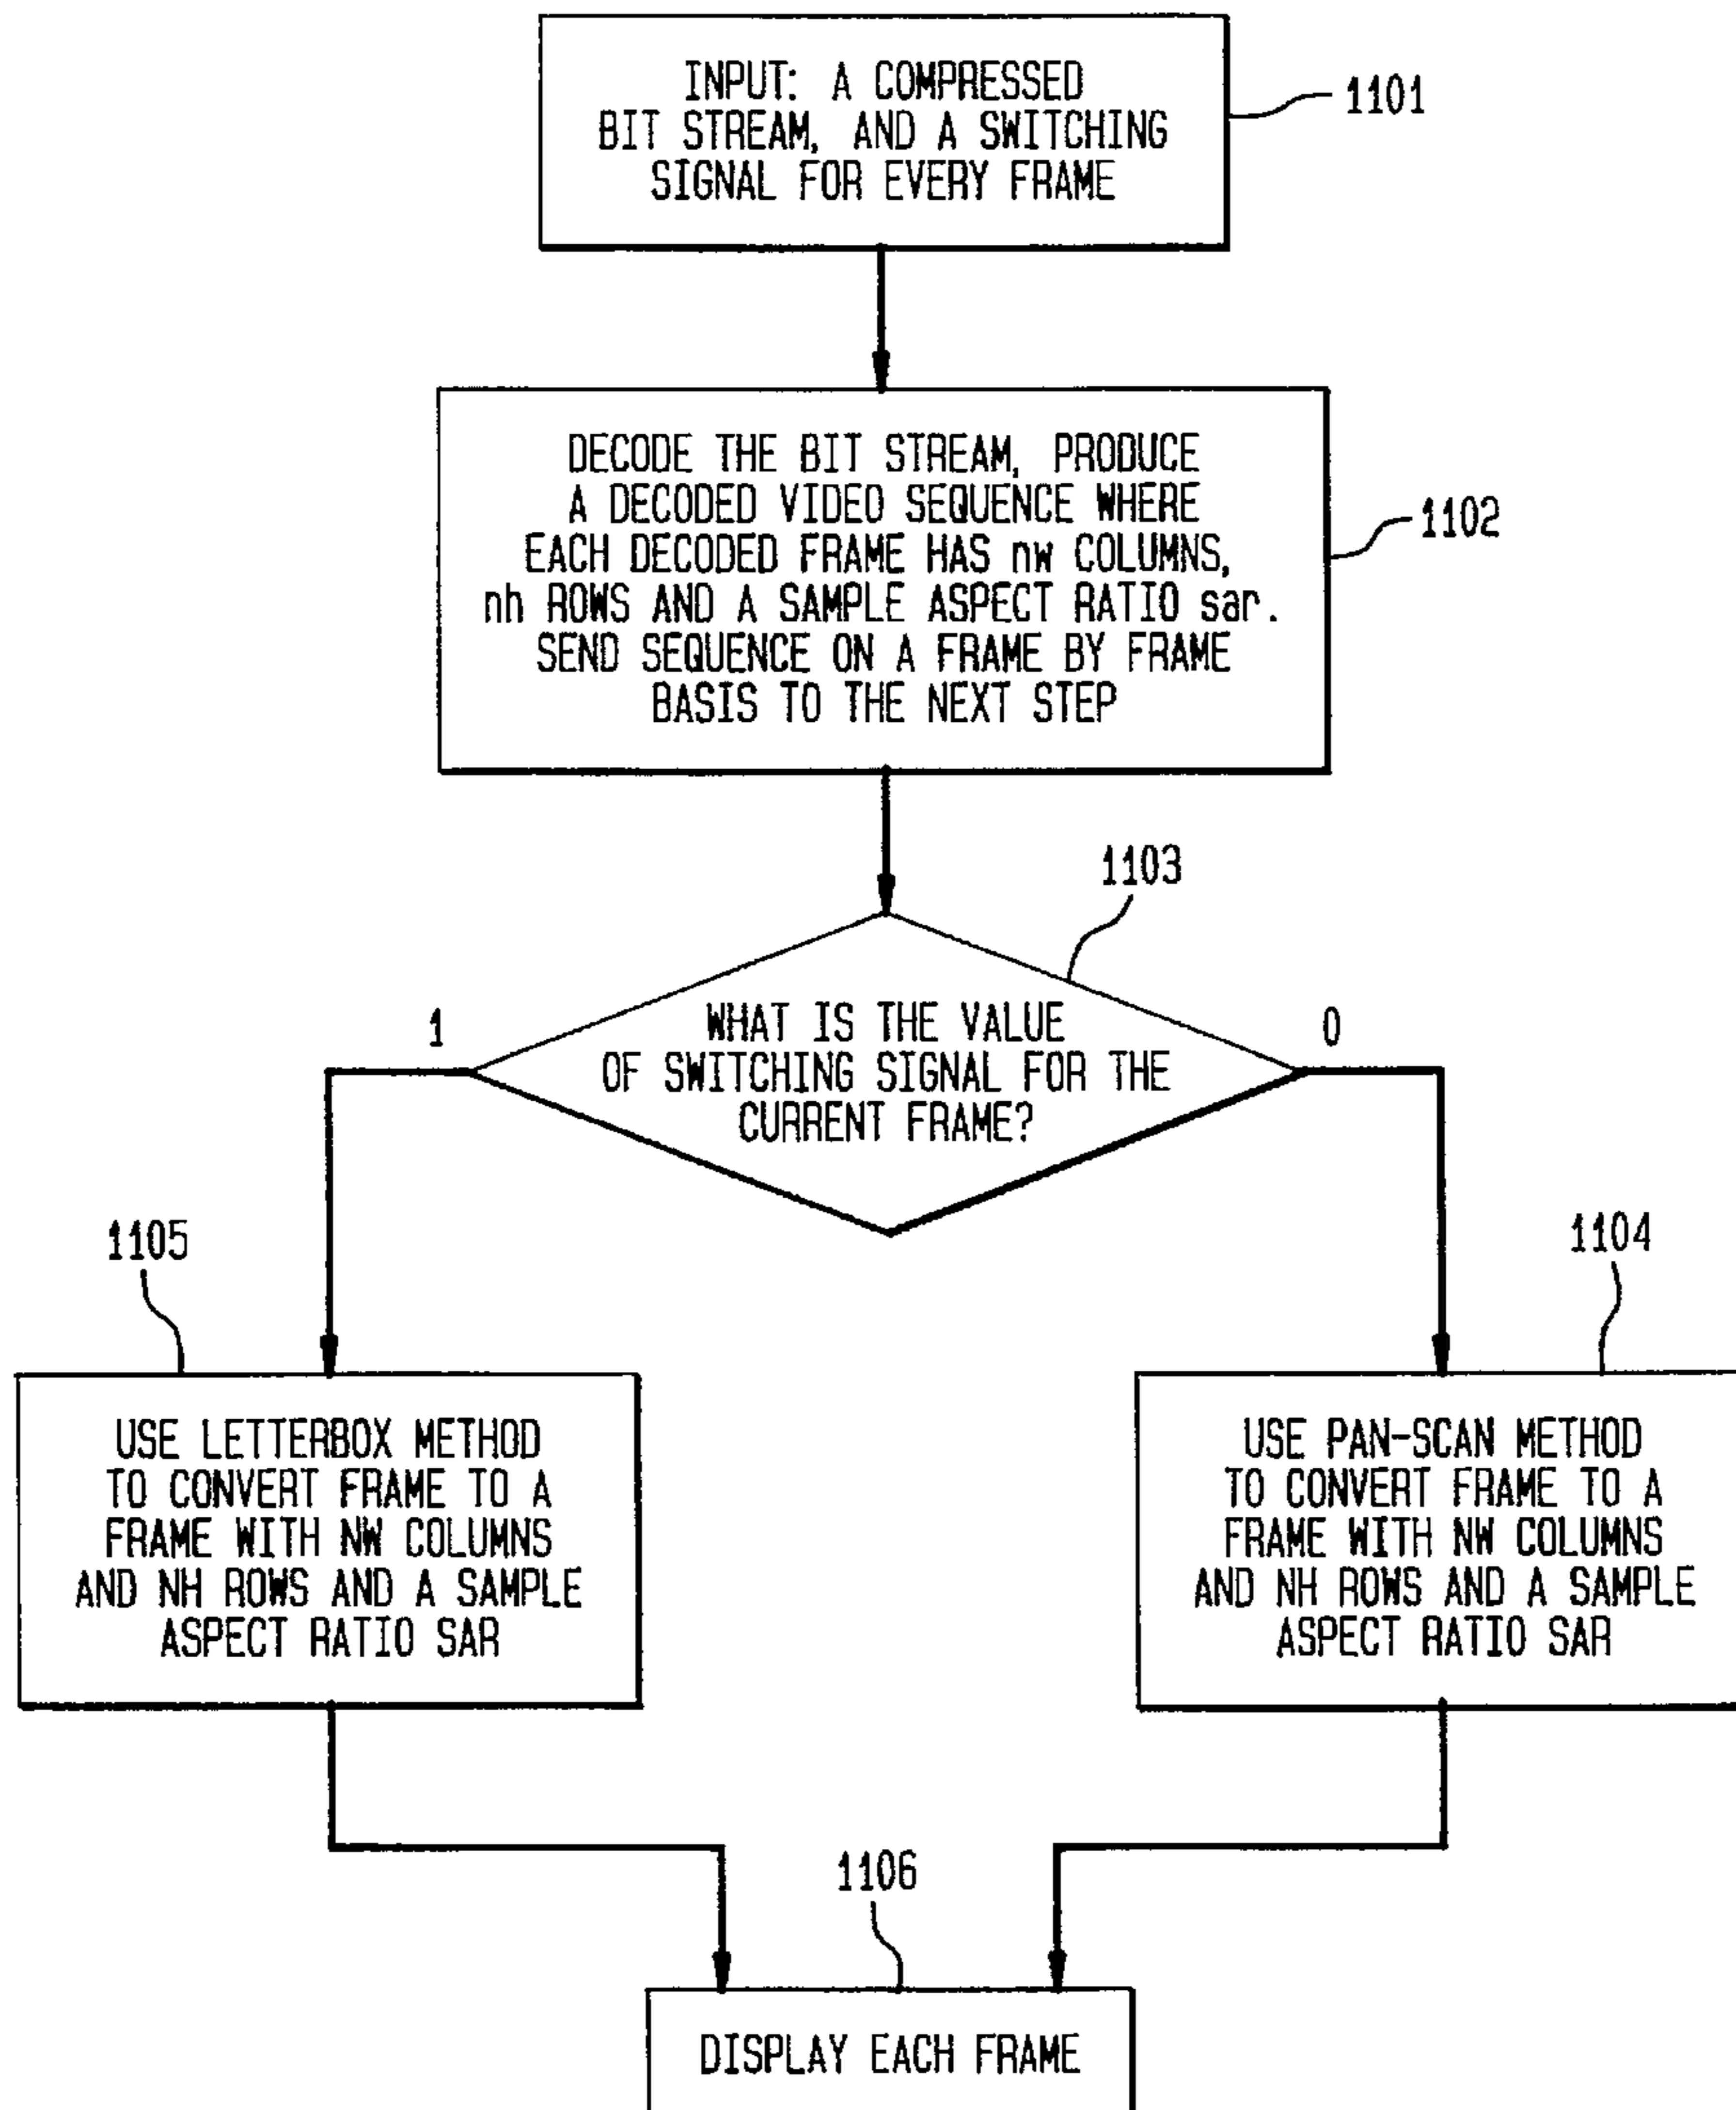 INPUT: A COMPRESSED
BIT STREAM, AND A SWITCHING
SIGNAL FOR EVERY FRAME
1101
DECODE THE BIT STREAM, PRODUCE
A DECODED VIDEO SEQUENCE WHERE
EACH DECODED FRAME HAS nw COLUMNS,
nh ROWS AND A SAMPLE ASPECT RATIO sar.
SEND SEQUENCE ON A FRAME BY FRAME
BASIS TO THE NEXT STEP
1102
1103
WHAT IS THE VALUE
OF SWITCHING SIGNAL FOR THE
CURRENT FRAME?
1
0
1105
USE LETTERBOX METHOD
TO CONVERT FRAME TO A
FRAME WITH NW COLUMNS
AND NH ROWS AND A SAMPLE
ASPECT RATIO SAR
1104
USE PAN-SCAN METHOD
TO CONVERT FRAME TO A
FRAME WITH NW COLUMNS
AND NH ROWS AND A SAMPLE
ASPECT RATIO SAR
1106
DISPLAY EACH FRAME